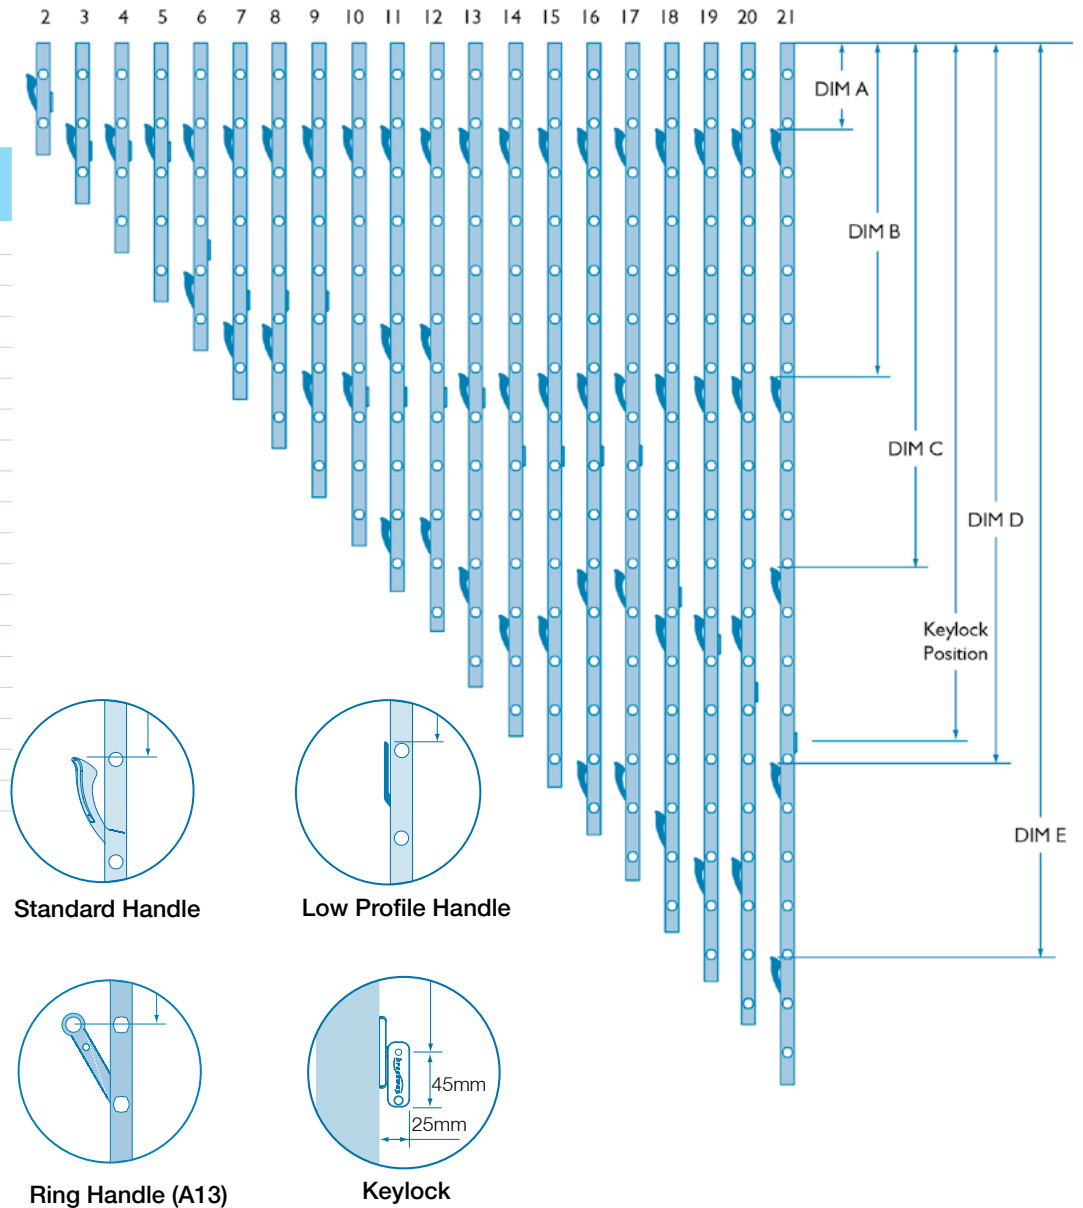 2 3 4 5 6 7 8 9 10 11 12 13 14 15 16 17 18 19 20 21
DIM A
DIM B
DIM C
DIM D
Keylock
Position
DIM E
Standard Handle
Low Profile Handle
45mm
25mm
Ring Handle (A13)
Keylock